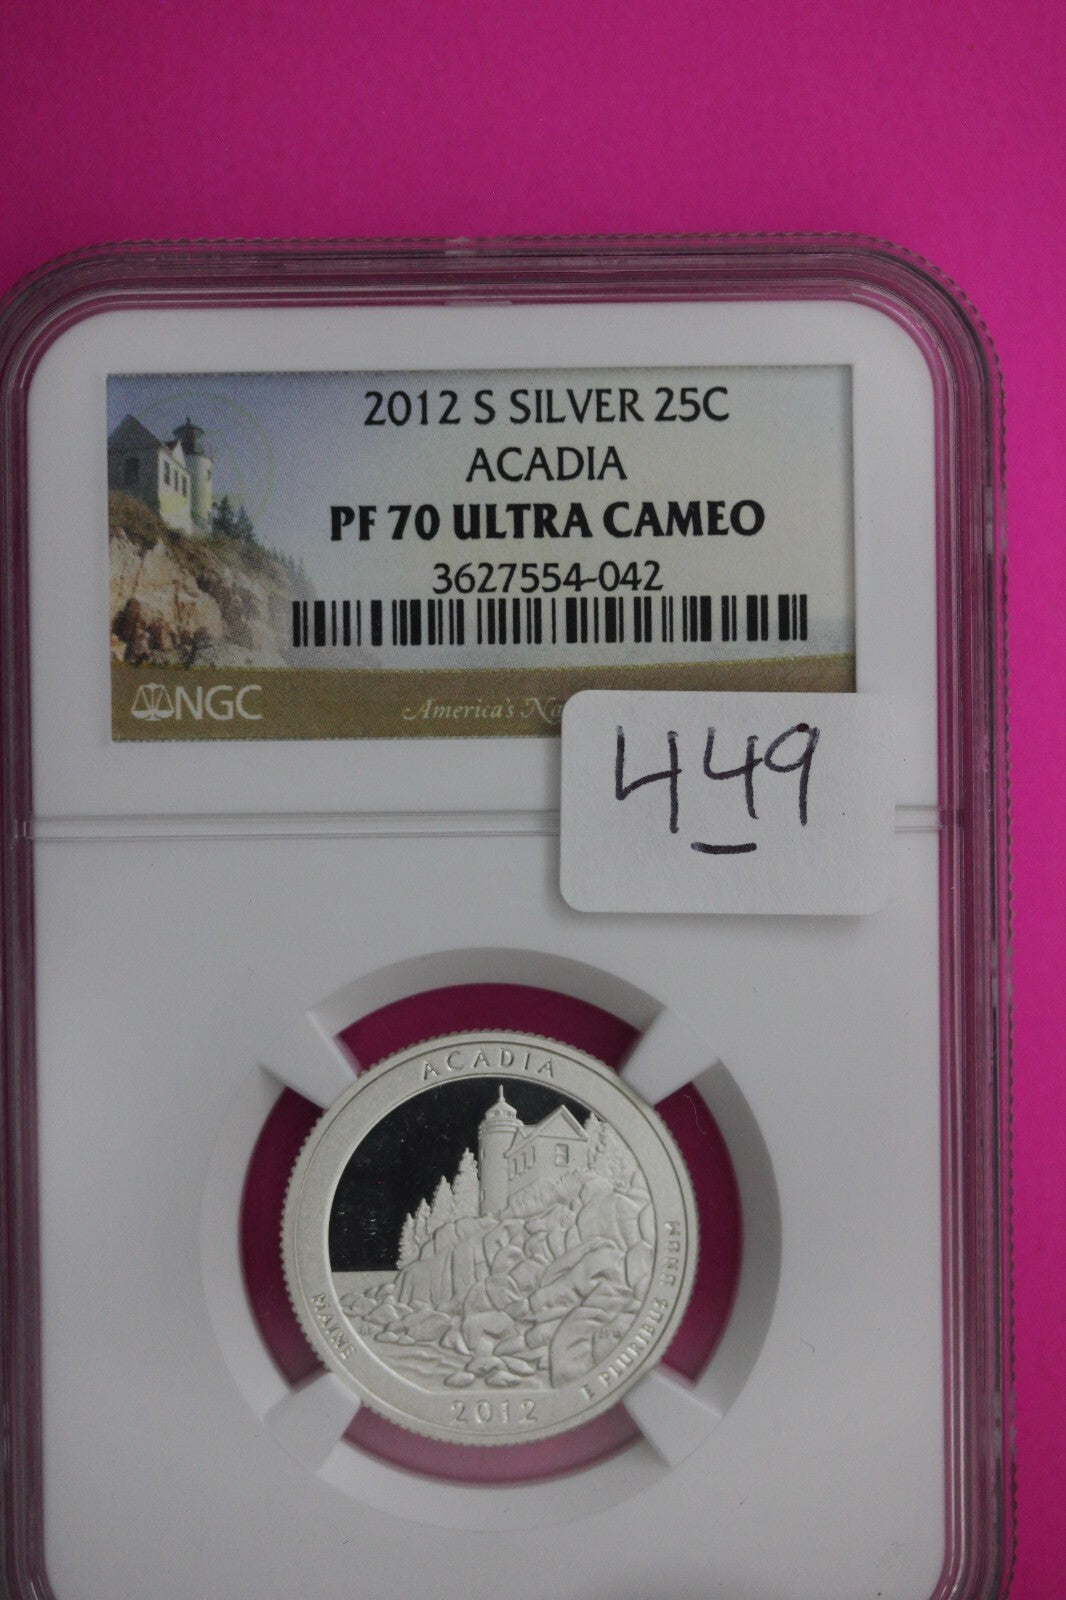 2012 S SILVER 25C
ACADIA
PF 70 ULTRA CAMEO
3627554-042
NGC
America's
449
ACADIA
MAINE
2012
E PLURIBUS UNUM